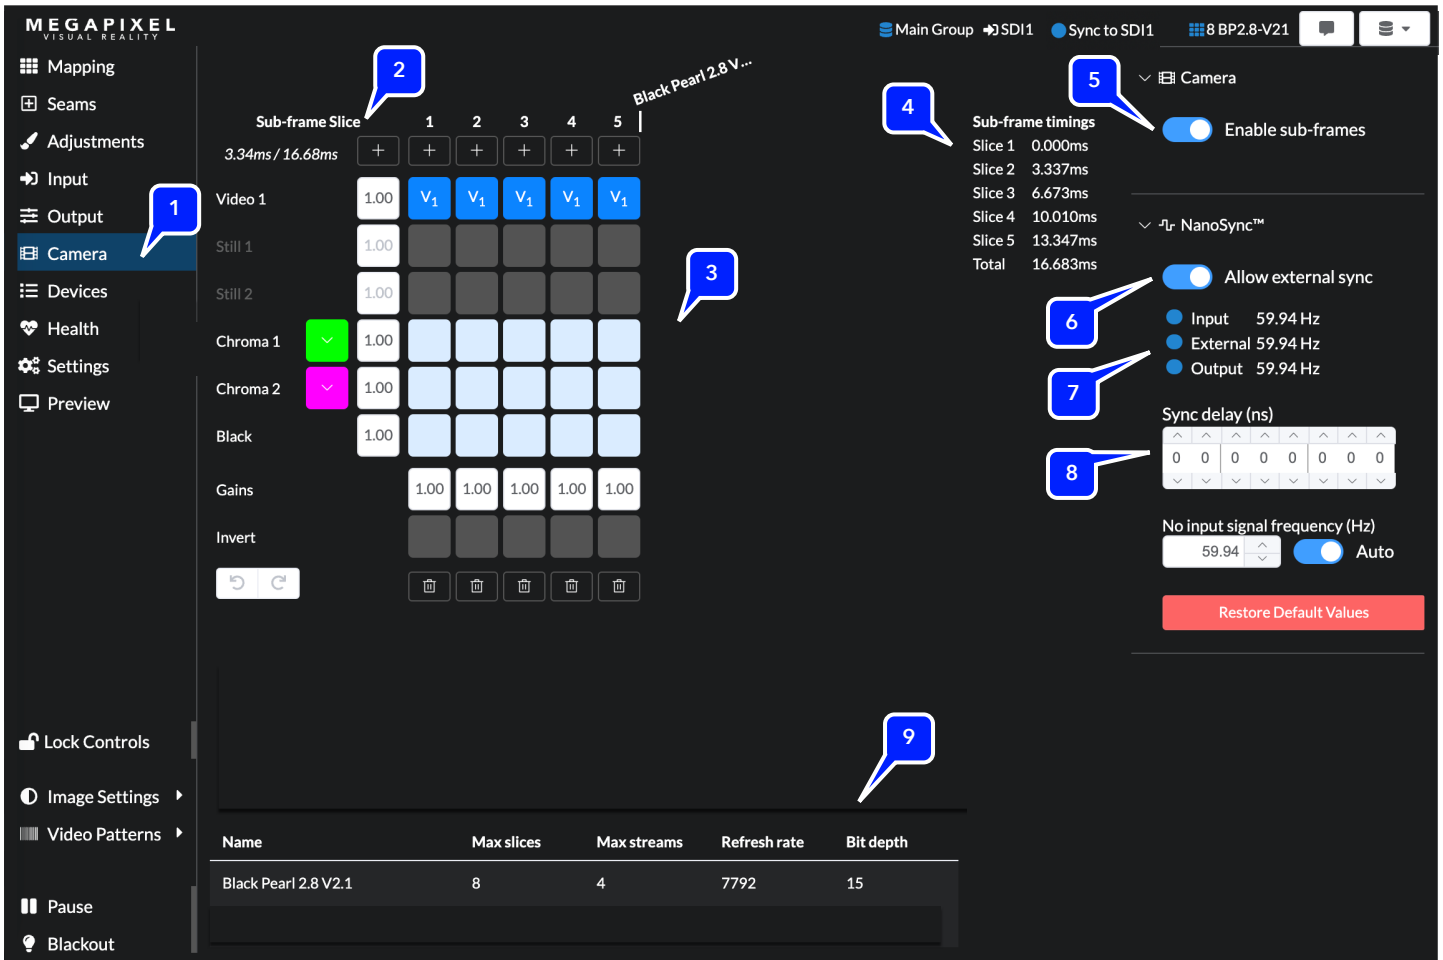 MEGAPIXEL
VISUAL REALITY
Main Group SDI1 Sync to SDI1 8 BP2.8-V21
Mapping
Seams
Adjustments
Input
Output
Camera
Devices
Health
Settings
Preview
Lock Controls
Image Settings
Video Patterns
Pause
Blackout
1
2
Black Pearl 2.8 V...
Sub-frame Slice 1 2 3 4 5
3.34ms / 16.68ms + + + + + +
Video 1 1.00 V1 V1 V1 V1 V1
Still 1 1.00
Still 2 1.00
3
Chroma 1 1.00
Chroma 2 1.00
Black 1.00
Gains 1.00 1.00 1.00 1.00 1.00
Invert
4
Sub-frame timings
Slice 1 0.000ms
Slice 2 3.337ms
Slice 3 6.673ms
Slice 4 10.010ms
Slice 5 13.347ms
Total 16.683ms
5
Camera
Enable sub-frames
NanoSync™
6
Allow external sync
Input 59.94 Hz
External 59.94 Hz
Output 59.94 Hz
7
Sync delay (ns)
8
0 0 0 0 0 0 0 0
No input signal frequency (Hz)
59.94 Auto
Restore Default Values
9
Name Max slices Max streams Refresh rate Bit depth
Black Pearl 2.8 V2.1 8 4 7792 15